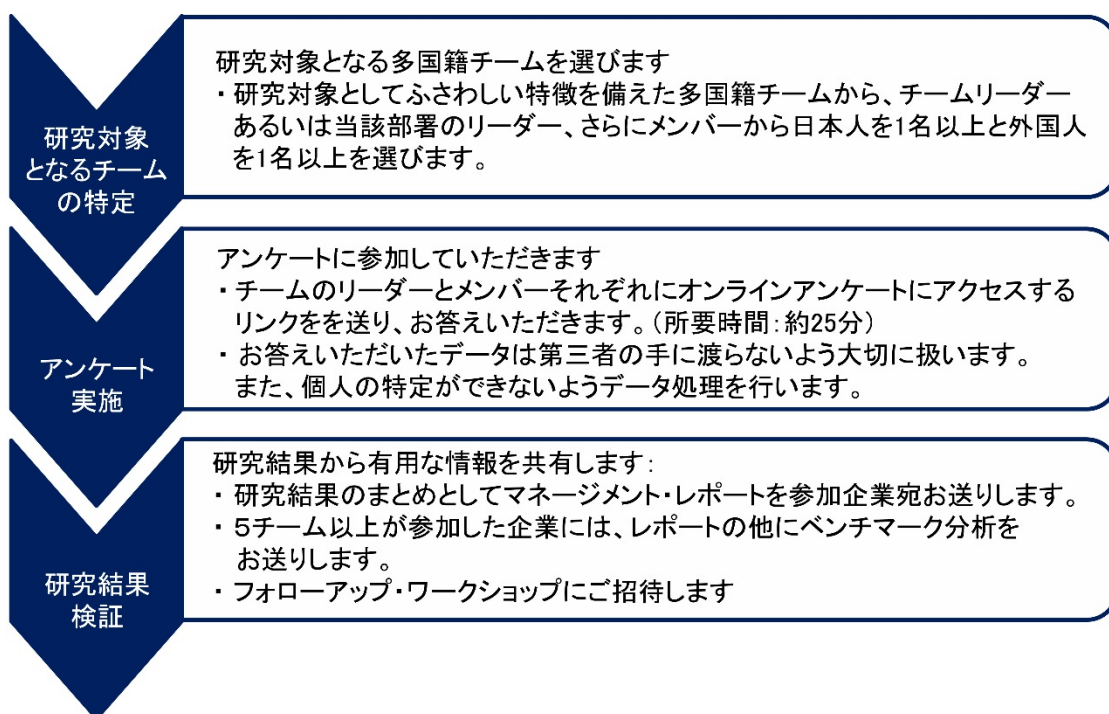 研究対象
となるチーム
の特定
研究対象となる多国籍チームを選びます
・研究対象としてふさわしい特徴を備えた多国籍チームから、チームリーダー
あるいは当該部署のリーダー、さらにメンバーから日本人を1名以上と外国人
を1名以上を選びます。
アンケート
実施
アンケートに参加していただきます
・チームのリーダーとメンバーそれぞれにオンラインアンケートにアクセスする
リンクをを送り、お答えいただきます。（所要時間：約25分）
・お答えいただいたデータは第三者の手に渡らないよう大切に扱います。
また、個人の特定ができないようデータ処理を行います。
研究結果
検証
研究結果から有用な情報を共有します：
・研究結果のまとめとしてマネージメント・レポートを参加企業宛お送りします。
・５チーム以上が参加した企業には、レポートの他にベンチマーク分析を
お送りします。
・フォローアップ・ワークショップにご招待します